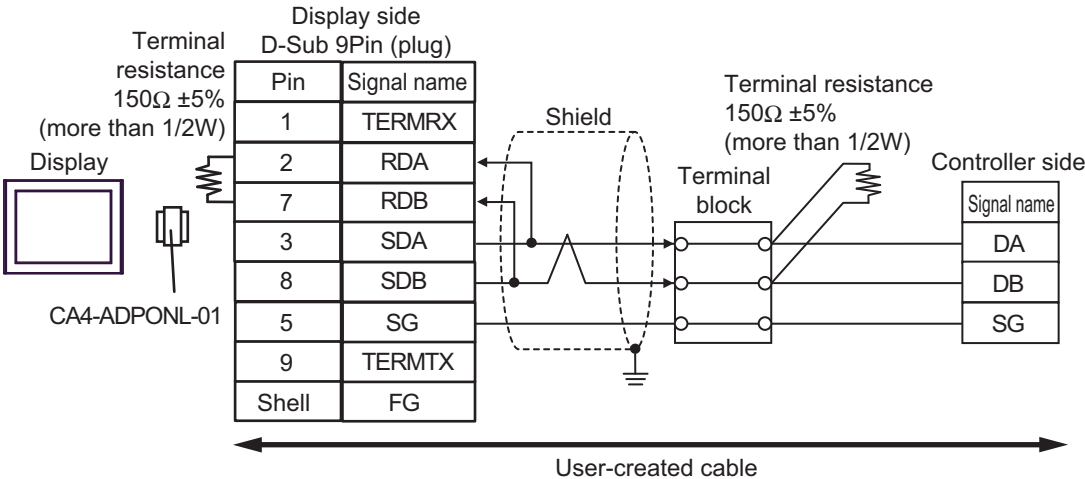 Display side
D-Sub 9Pin (plug)
Terminal
resistance
150Ω ±5%
(more than 1/2W)
Display
CA4-ADPONL-01
Pin Signal name
1 TERMRX
2 RDA
7 RDB
3 SDA
8 SDB
5 SG
9 TERMTX
Shell FG
Shield
Terminal
block
Terminal resistance
150Ω ±5%
(more than 1/2W)
Controller side
Signal name
DA
DB
SG
User-created cable